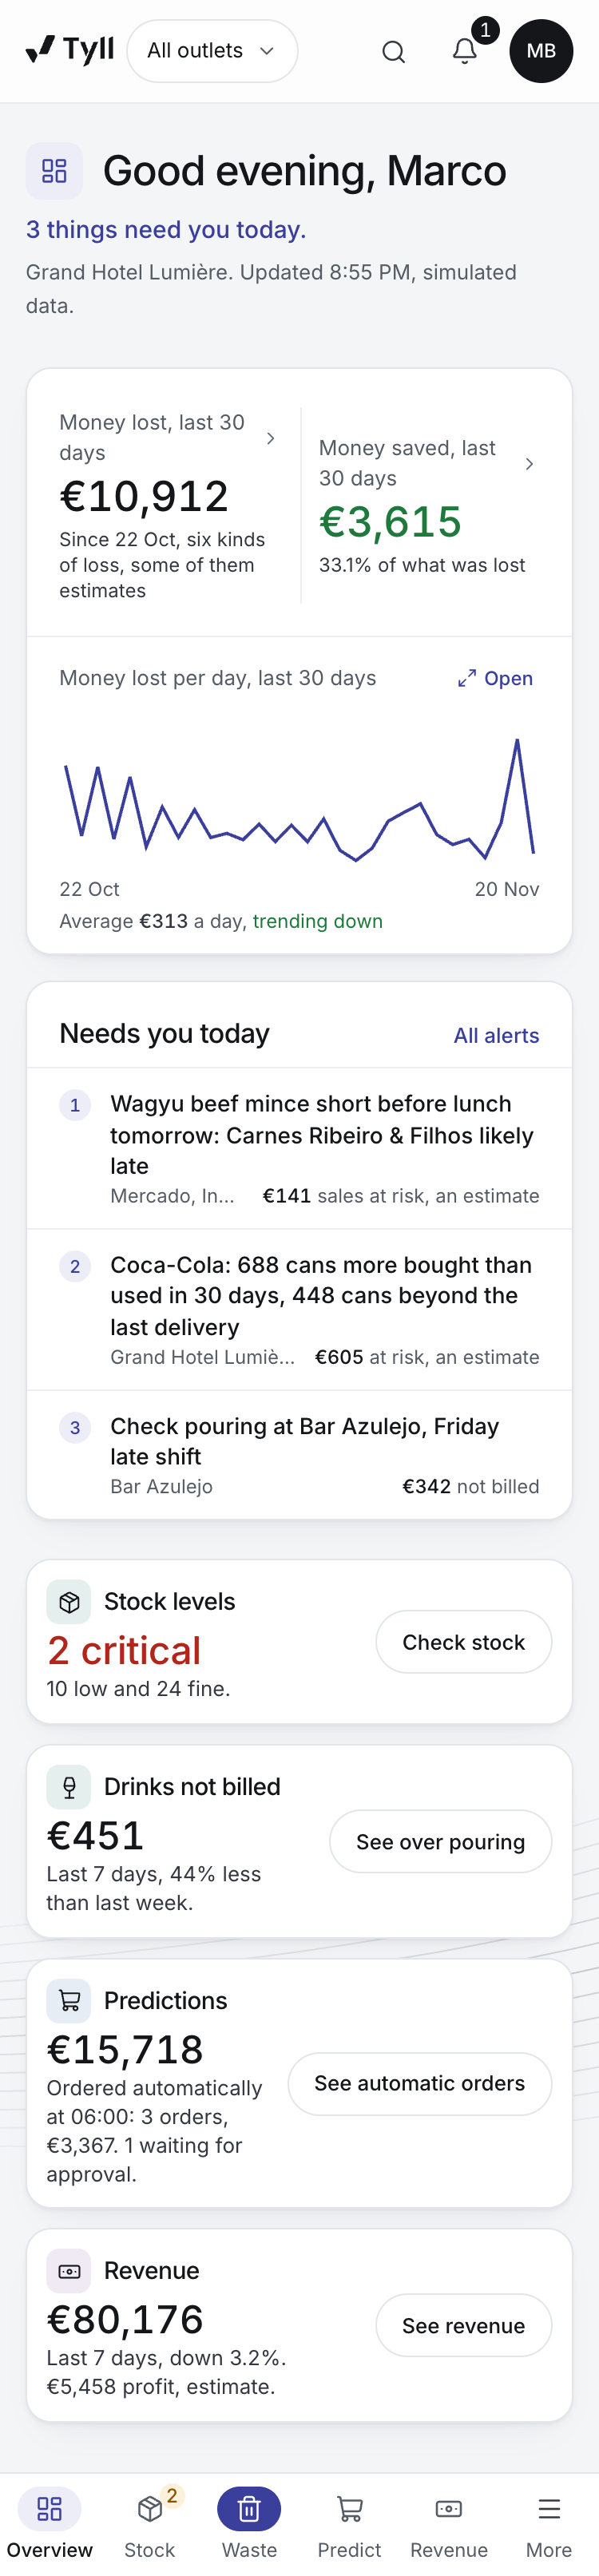 Tyll
All outlets
1
MB
Good evening, Marco
3 things need you today.
Grand Hotel Lumière. Updated 8:55 PM, simulated
data.
Money lost, last 30
days
€10,912
Since 22 Oct, six kinds
of loss, some of them
estimates
Money saved, last
30 days
€3,615
33.1% of what was lost
Money lost per day, last 30 days
Open
22 Oct
20 Nov
Average €313 a day, trending down
Needs you today
All alerts
1
Wagyu beef mince short before lunch
tomorrow: Carnes Ribeiro & Filhos likely
late
Mercado, In...
€141 sales at risk, an estimate
2
Coca-Cola: 688 cans more bought than
used in 30 days, 448 cans beyond the
last delivery
Grand Hotel Lumiè...
€605 at risk, an estimate
3
Check pouring at Bar Azulejo, Friday
late shift
Bar Azulejo
€342 not billed
Stock levels
2 critical
10 low and 24 fine.
Check stock
Drinks not billed
€451
Last 7 days, 44% less
than last week.
See over pouring
Predictions
€15,718
Ordered automatically
at 06:00: 3 orders,
€3,367. 1 waiting for
approval.
See automatic orders
Revenue
€80,176
Last 7 days, down 3.2%.
€5,458 profit, estimate.
See revenue
Overview
2
Stock
Waste
Predict
Revenue
More